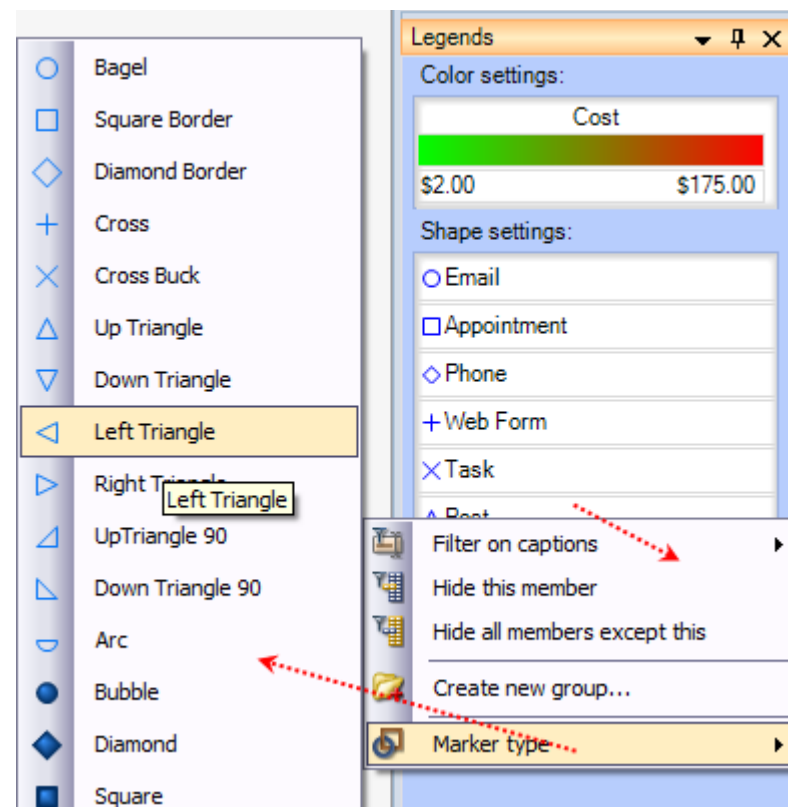 Bagel
Square Border
Diamond Border
Cross
Cross Buck
Up Triangle
Down Triangle
Left Triangle
Right
Left Triangle
UpTriangle 90
Down Triangle 90
Arc
Bubble
Diamond
Square
Legends
Color settings:
Cost
$2.00 $175.00
Shape settings:
Email
Appointment
Phone
Web Form
Task
Filter on captions
Hide this member
Hide all members except this
Create new group...
Marker type